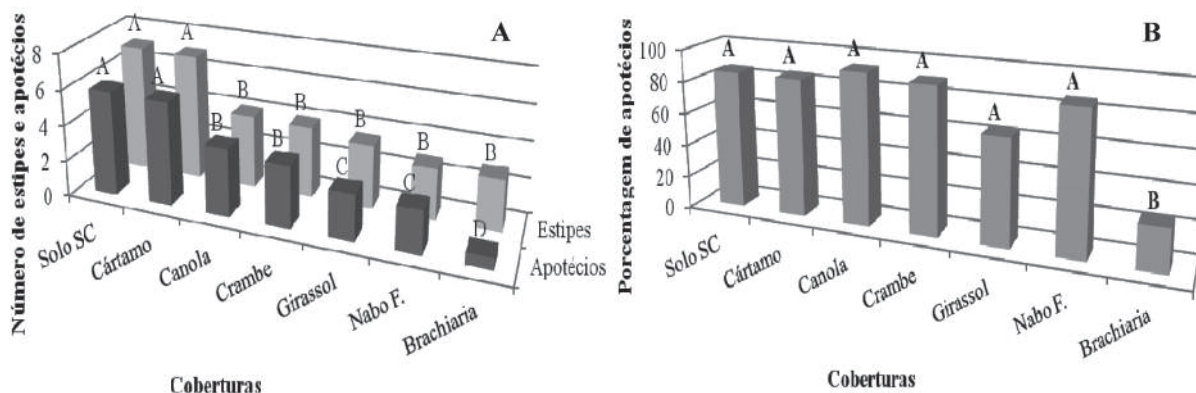 A
Número de estipes e apotécios
8
6
4
2
0
A A B B B B B
A A B B C C D
Estipes
Apotécios
Solo SC
Cártamo
Canola
Crambe
Girassol
Nabo F.
Brachiaria
Coberturas
B
Porcentagem de apotécios
100
80
60
40
20
0
A A A A A A B
Solo SC
Cártamo
Canola
Crambe
Girassol
Nabo F.
Brachiaria
Coberturas